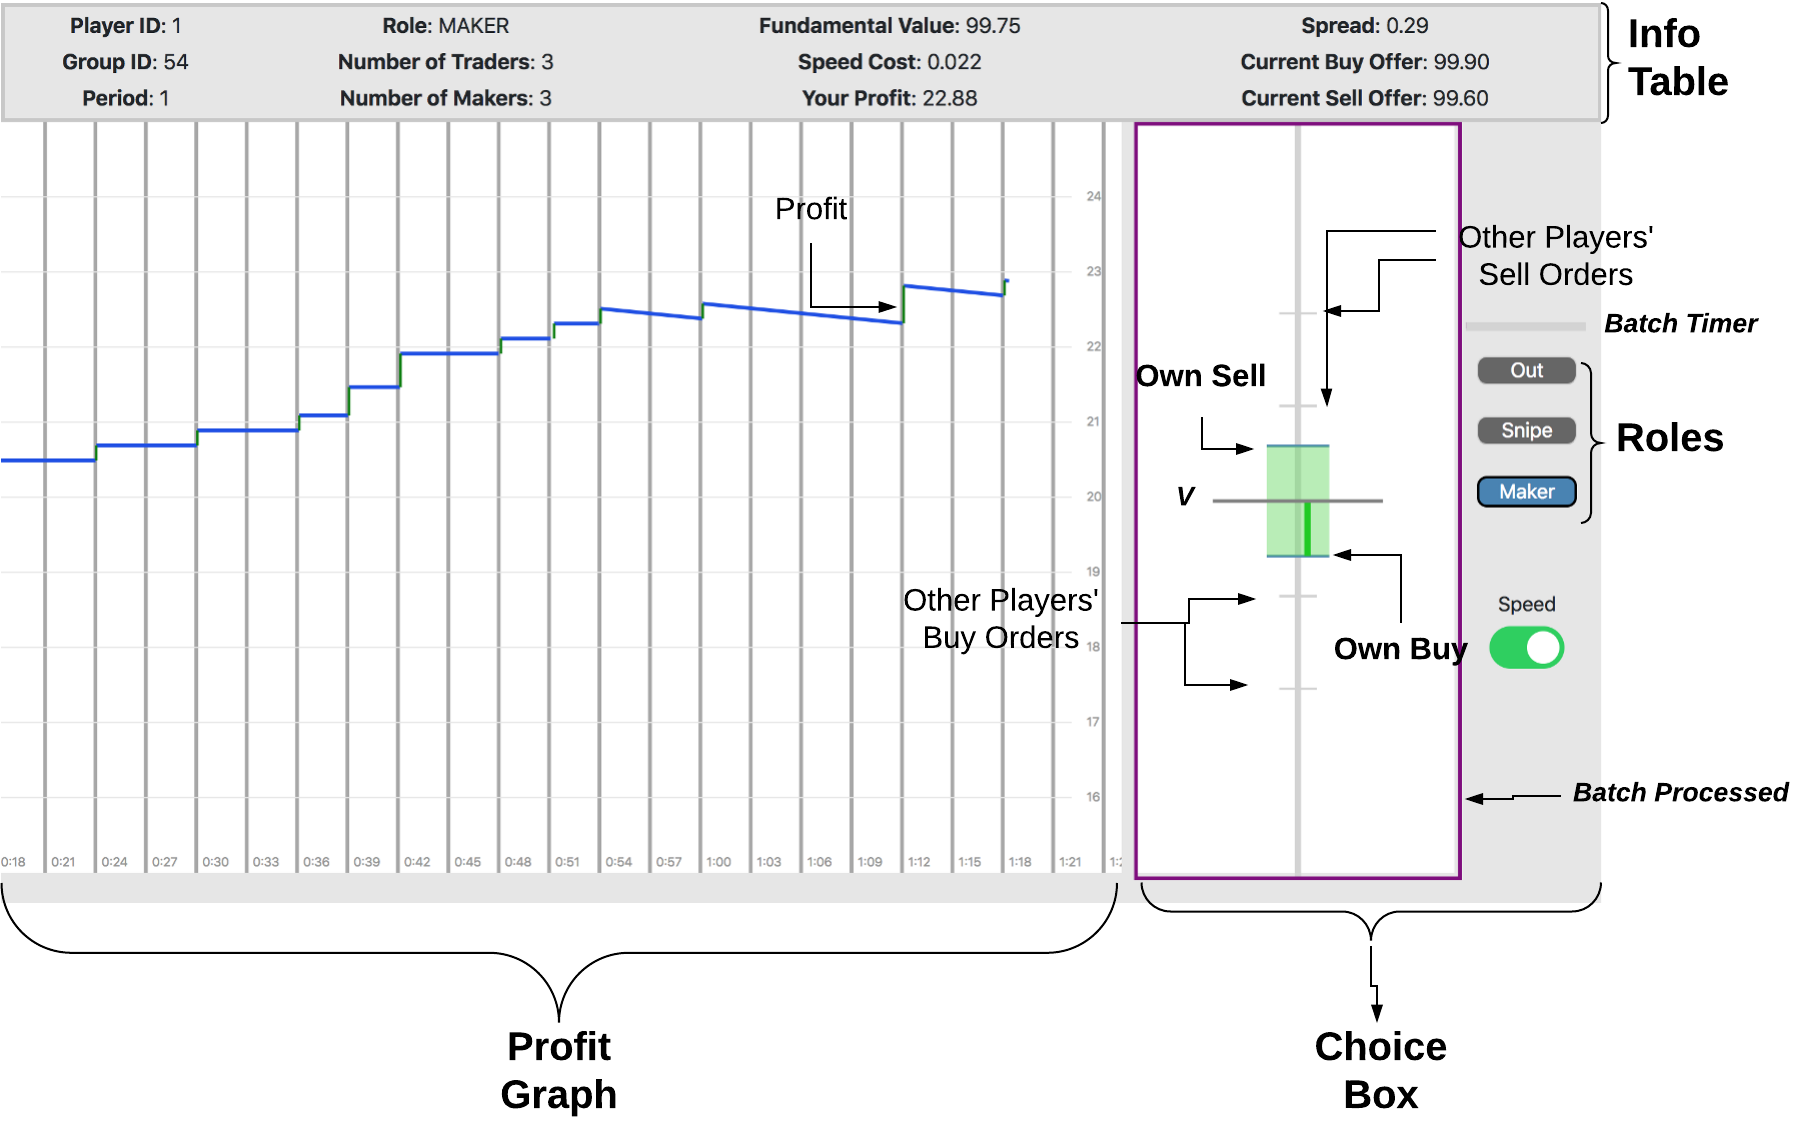 Player ID: 1
Role: MAKER
Fundamental Value: 99.75
Spread: 0.29
Group ID: 54
Number of Traders: 3
Speed Cost: 0.022
Current Buy Offer: 99.90
Period: 1
Number of Makers: 3
Your Profit: 22.88
Current Sell Offer: 99.60
Info
Table
24
23
22
21
20
19
18
17
16
Profit
0:18
0:21
0:24
0:27
0:30
0:33
0:36
0:39
0:42
0:45
0:48
0:51
0:54
0:57
1:00
1:03
1:06
1:09
1:12
1:15
1:18
1:21
Other Players'
Sell Orders
Batch Timer
Own Sell
Out
Snipe
Maker
Roles
V
Other Players'
Buy Orders
Own Buy
Speed
Batch Processed
Profit
Graph
Choice
Box